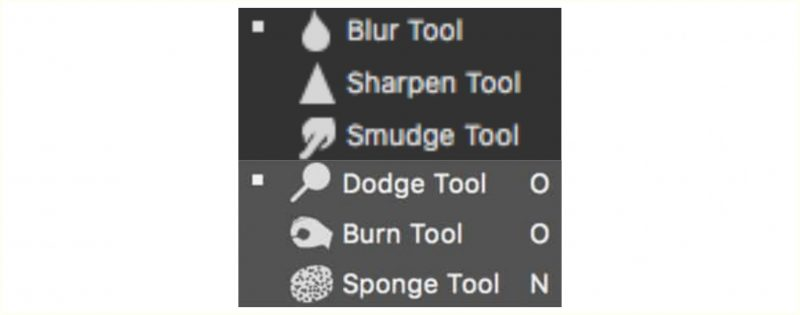 Blur Tool
Sharpen Tool
Smudge Tool
Dodge Tool O
Burn Tool O
Sponge Tool N